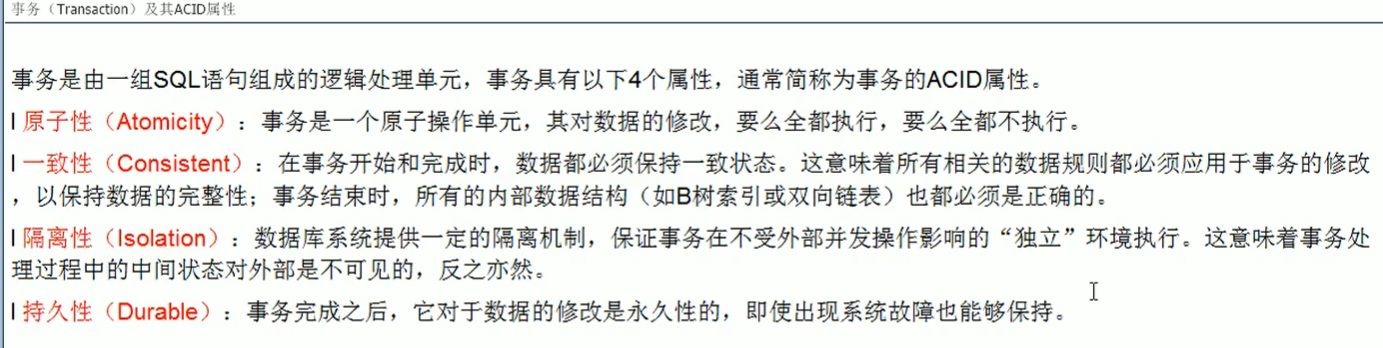 事务（Transaction）及其ACID属性
事务是由一组SQL语句组成的逻辑处理单元，事务具有以下4个属性，通常简称为事务的ACID属性。
l 原子性（Atomicity）：事务是一个原子操作单元，其对数据的修改，要么全都执行，要么全都不执行。
l 一致性（Consistent）：在事务开始和完成时，数据都必须保持一致状态。这意味着所有相关的数据规则都必须应用于事务的修改
，以保持数据的完整性；事务结束时，所有的内部数据结构（如B树索引或双向链表）也都必须是正确的。
l 隔离性（Isolation）：数据库系统提供一定的隔离机制，保证事务在不受外部并发操作影响的“独立”环境执行。这意味着事务处
理过程中的中间状态对外部是不可见的，反之亦然。
l 持久性（Durable）：事务完成之后，它对于数据的修改是永久性的，即使出现系统故障也能够保持。